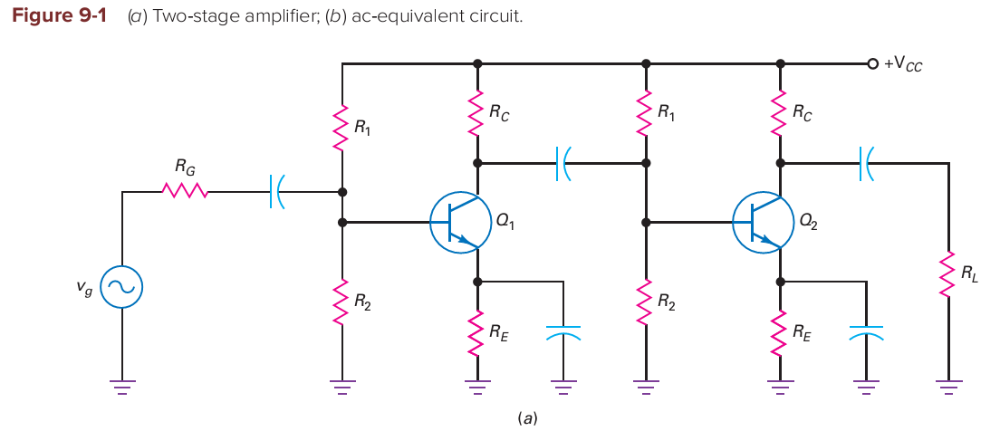 Figure 9-1 (a) Two-stage amplifier; (b) ac-equivalent circuit.
+VCC
R1
RC
R1
RC
RG
Q1
Q2
vg
R2
RE
R2
RE
RL
(a)